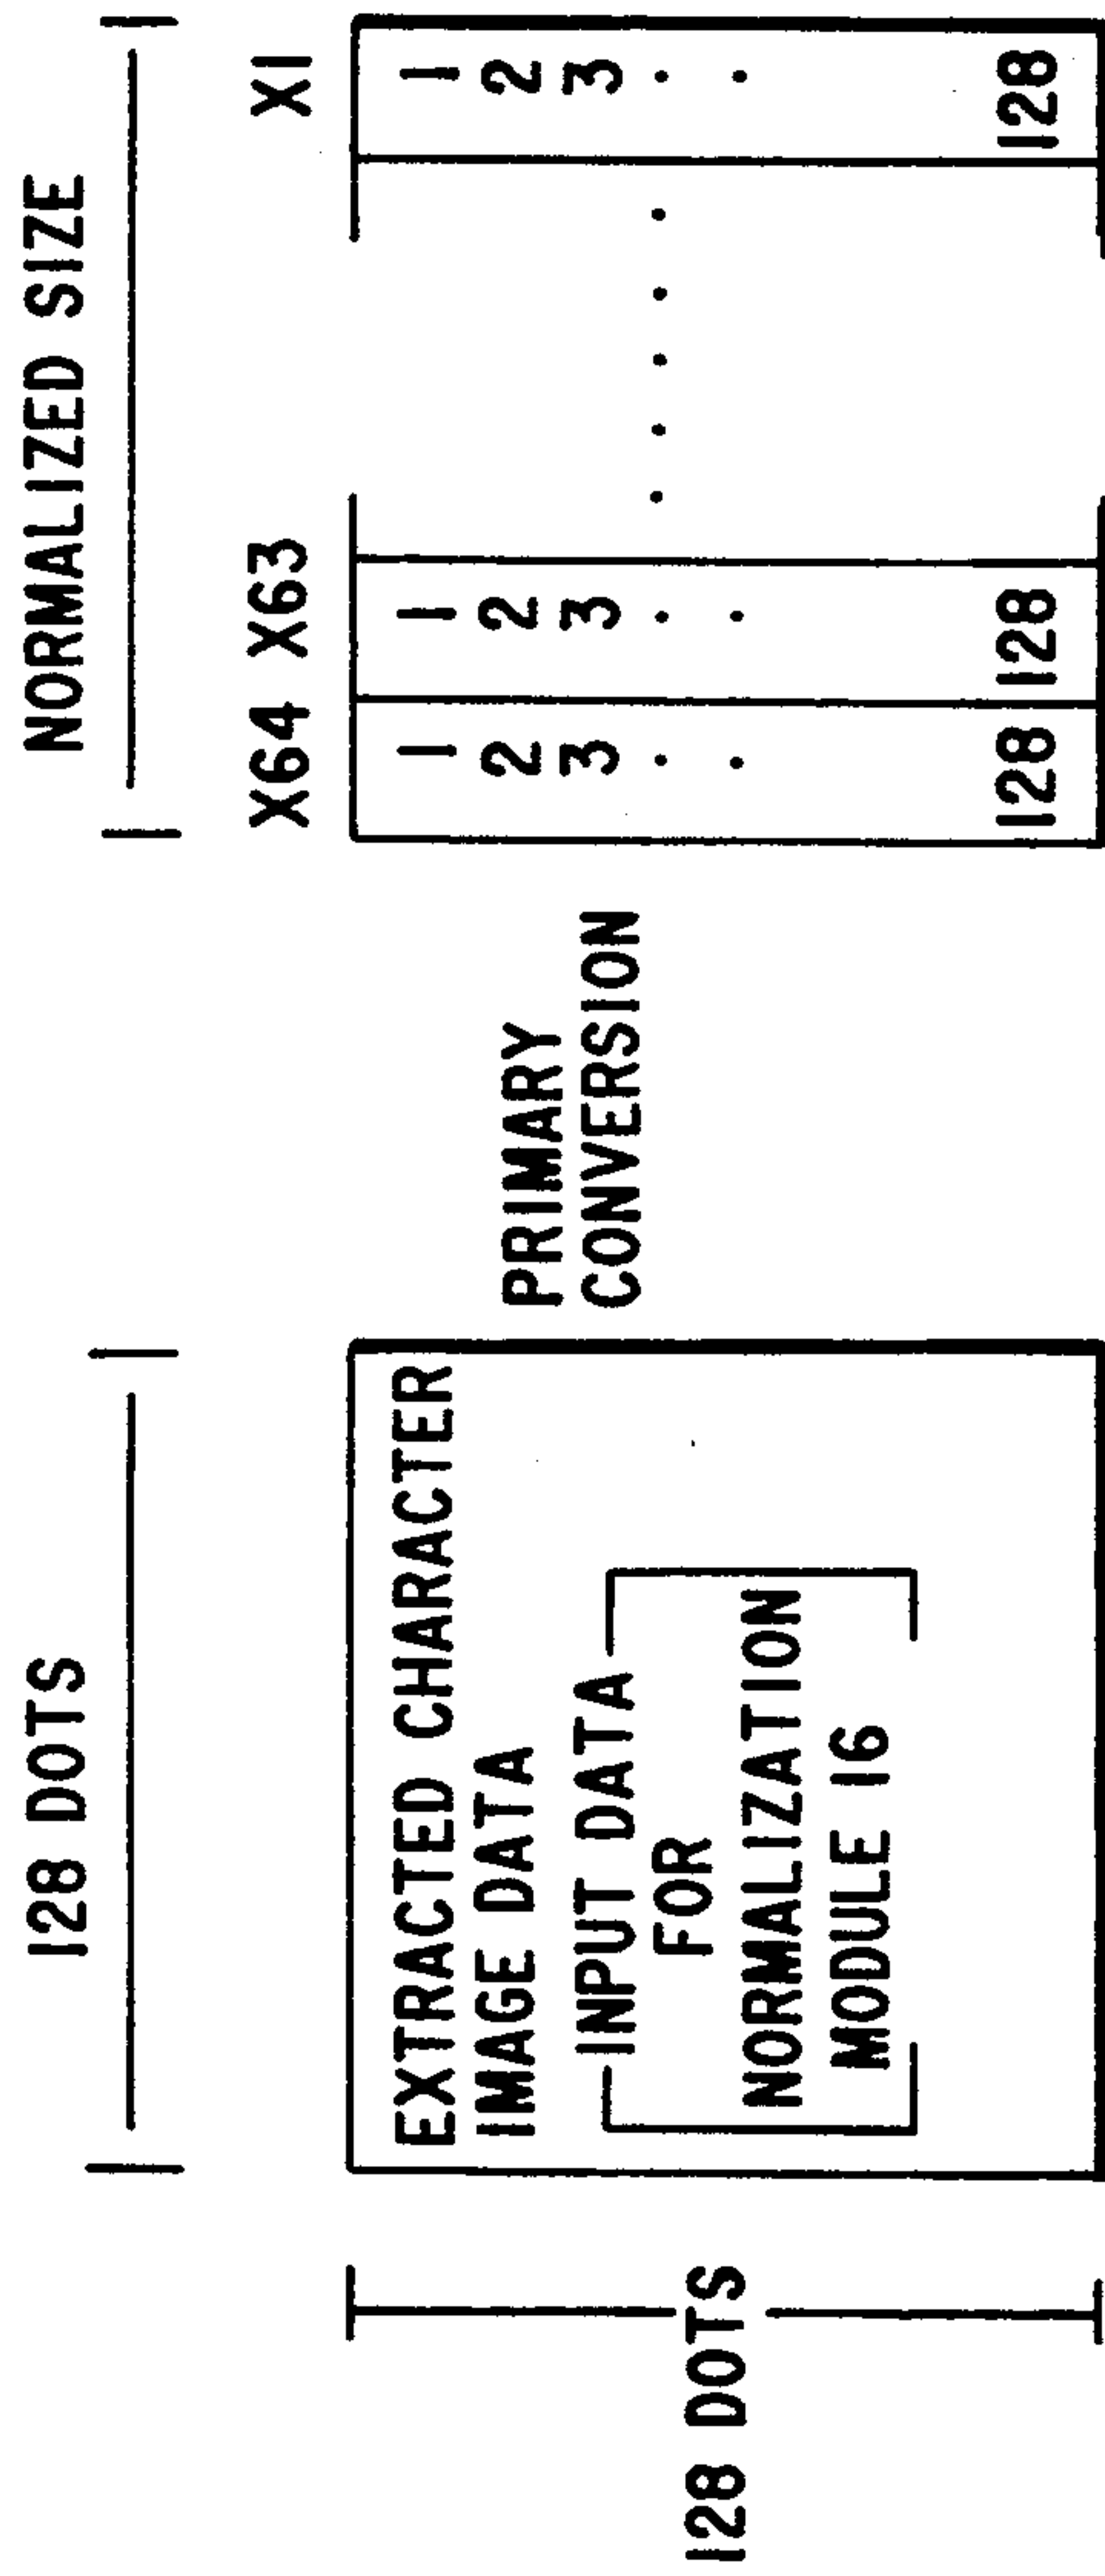 128 DOTS
128 DOTS
EXTRACTED CHARACTER
IMAGE DATA
INPUT DATA
FOR
NORMALIZATION
MODULE 16
PRIMARY
CONVERSION
NORMALIZED SIZE
X64 X63 X1
1 1 1
2 2 2
3 3 3
128 128 128